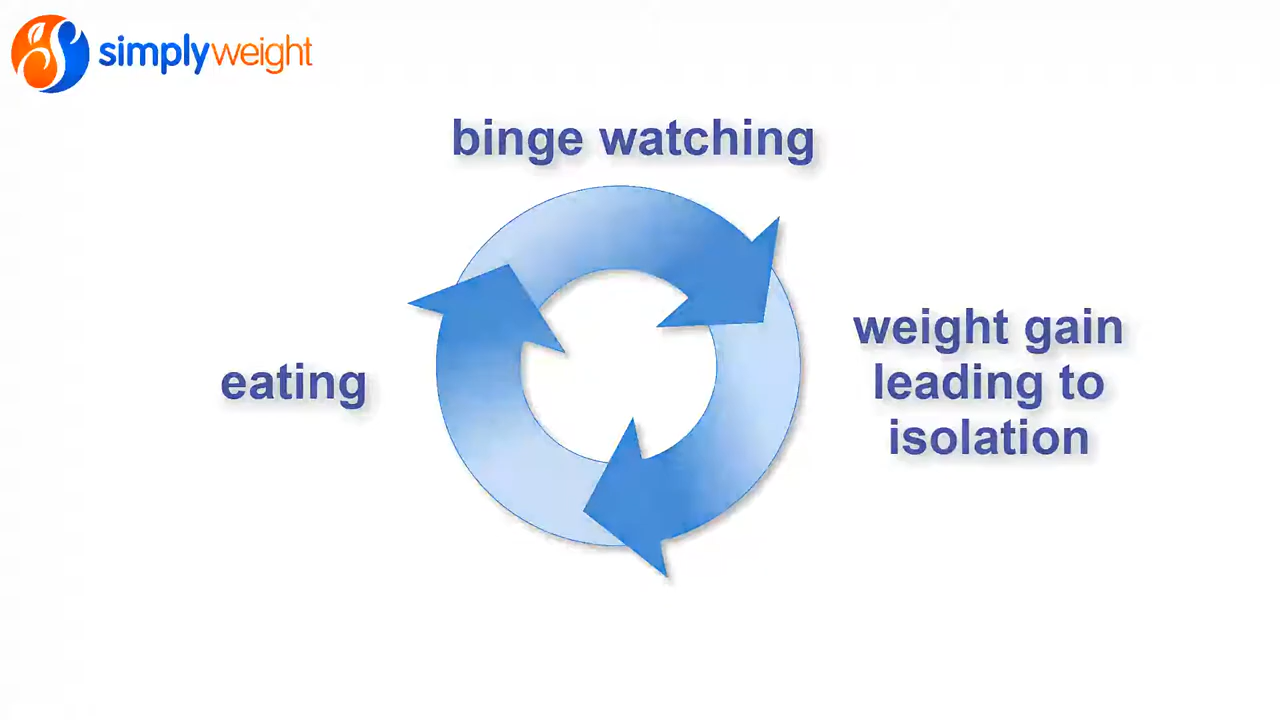 simplyweight
binge watching
weight gain
leading to
isolation
eating